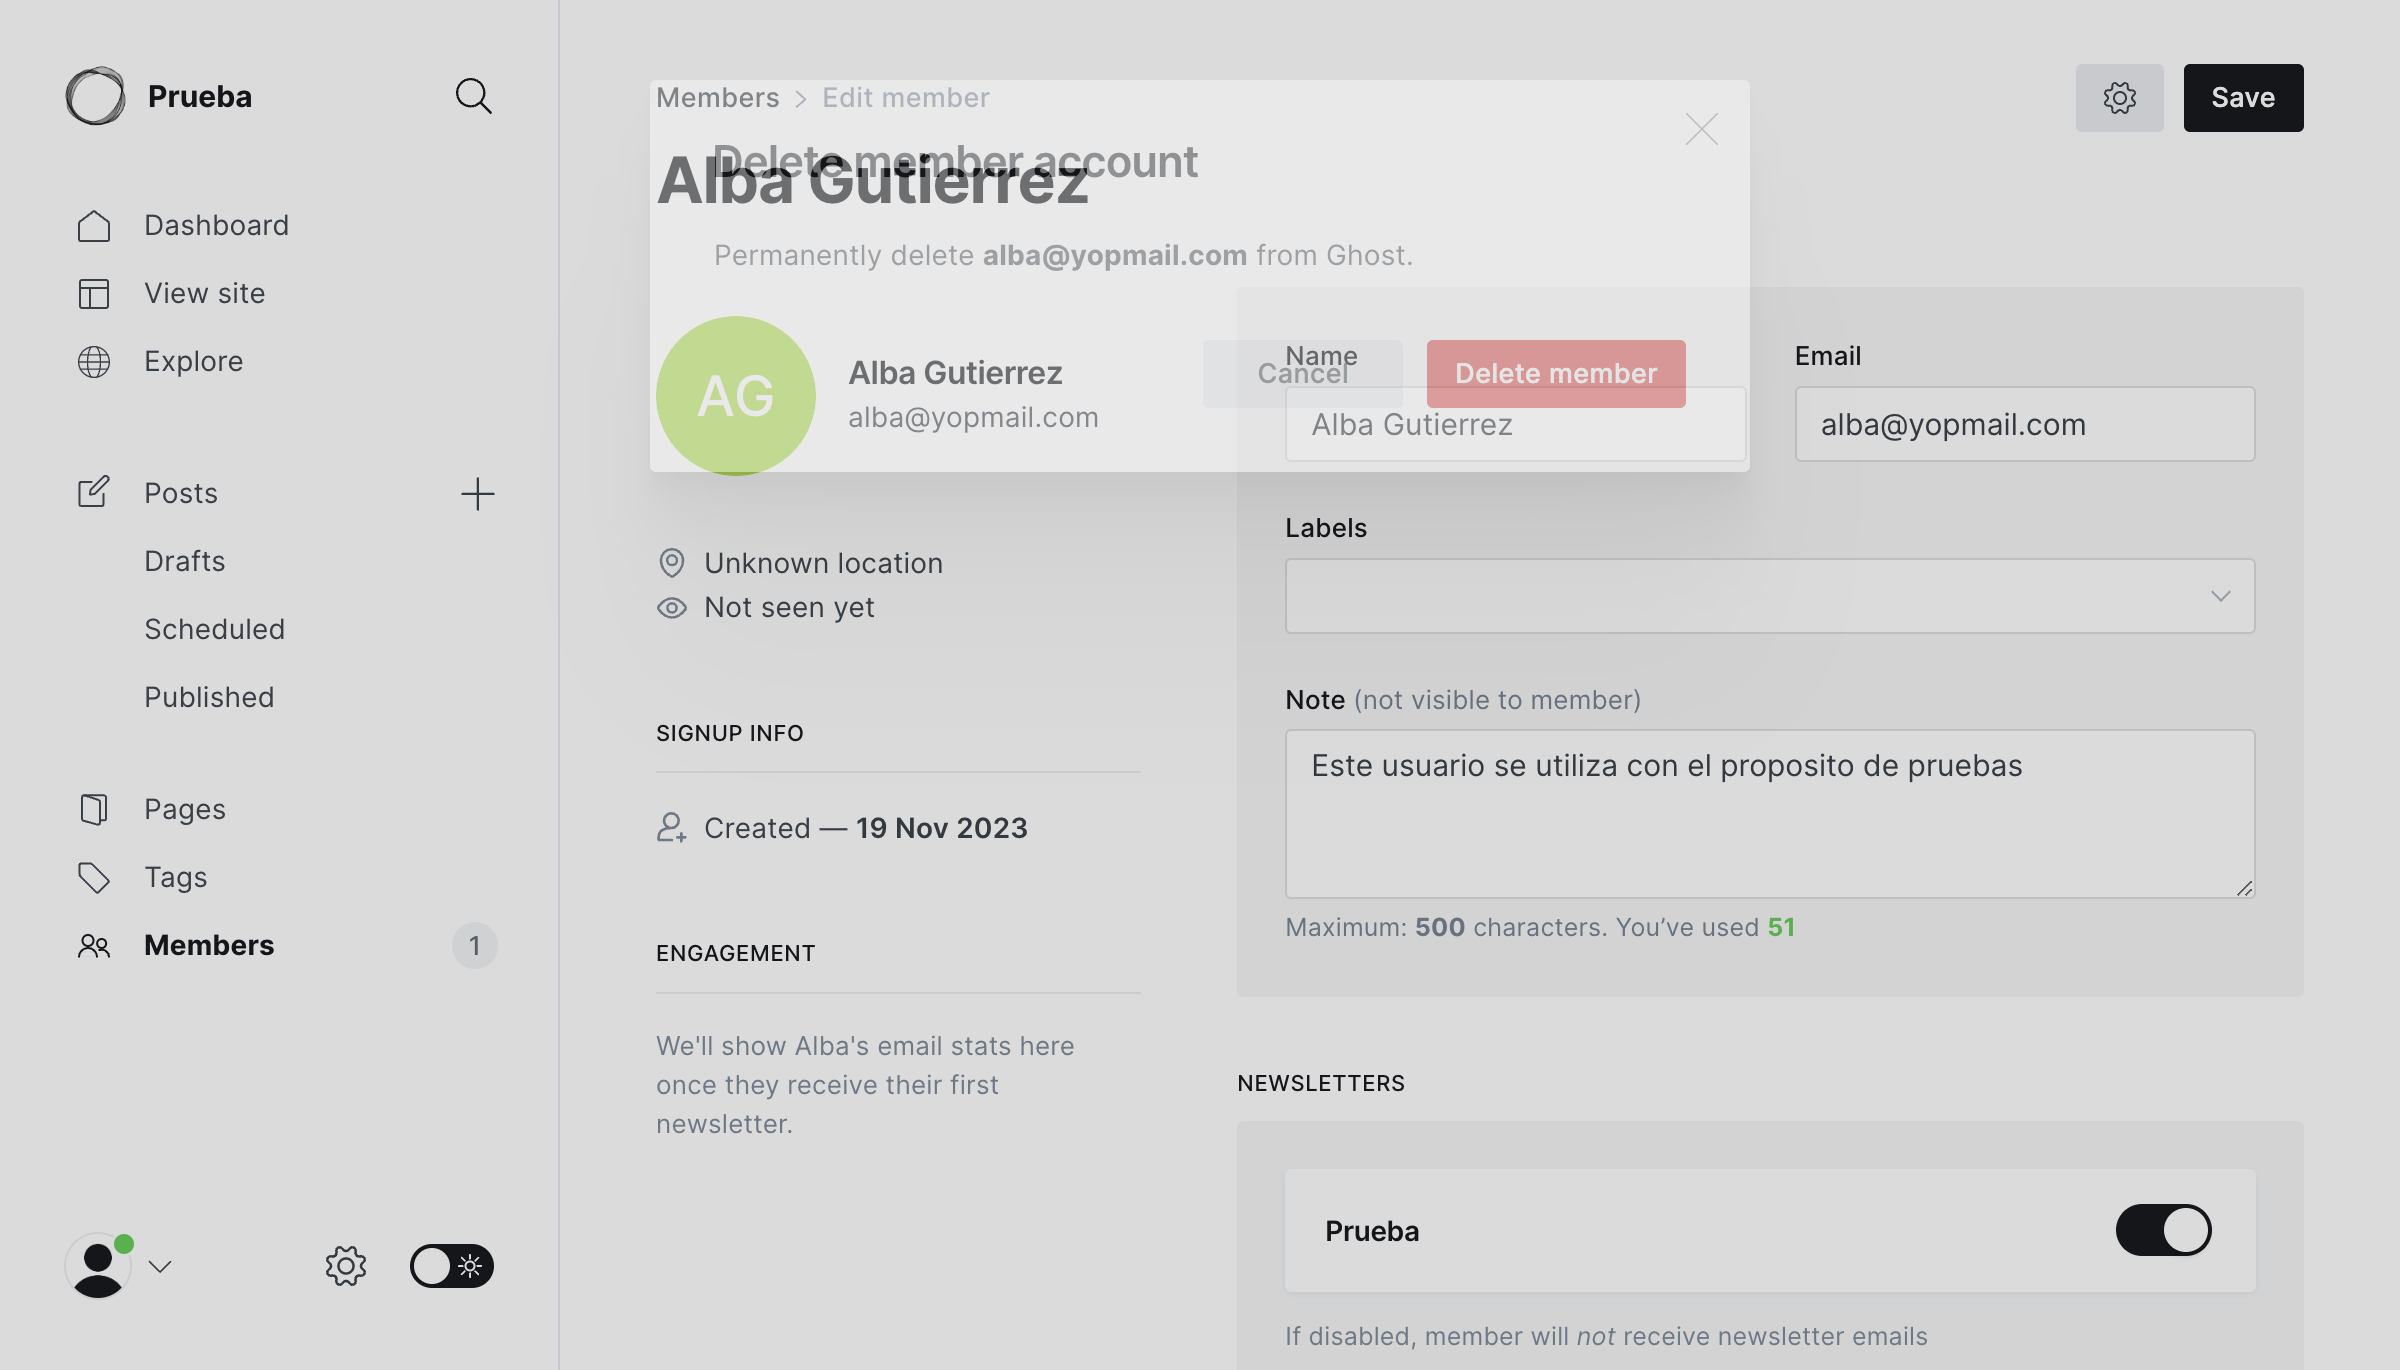 Prueba
Dashboard
View site
Explore
Posts
Drafts
Scheduled
Published
Pages
Tags
Members
1
Members > Edit member
Save
Delete member account
Alba Gutierrez
Permanently delete alba@yopmail.com from Ghost.
AG
Alba Gutierrez
alba@yopmail.com
Cancel
Delete member
Unknown location
Not seen yet
SIGNUP INFO
Created — 19 Nov 2023
ENGAGEMENT
We'll show Alba's email stats here
once they receive their first
newsletter.
Name
Alba Gutierrez
Email
alba@yopmail.com
Labels
Note (not visible to member)
Este usuario se utiliza con el proposito de pruebas
Maximum: 500 characters. You’ve used 51
NEWSLETTERS
Prueba
If disabled, member will not receive newsletter emails